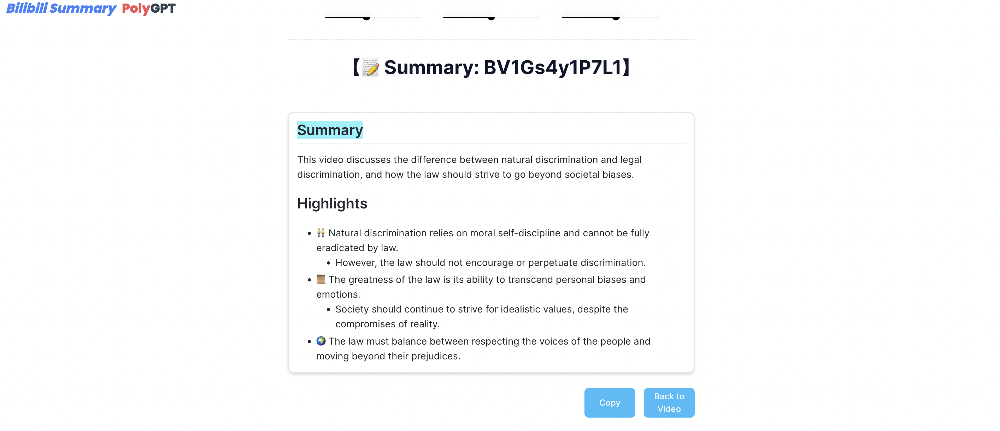 Bilibili Summary PolyGPT
【📝 Summary: BV1Gs4y1P7L1】
Summary
This video discusses the difference between natural discrimination and legal
discrimination, and how the law should strive to go beyond societal biases.
Highlights
• 👬 Natural discrimination relies on moral self-discipline and cannot be fully
eradicated by law.
• However, the law should not encourage or perpetuate discrimination.
• 📜 The greatness of the law is its ability to transcend personal biases and
emotions.
• Society should continue to strive for idealistic values, despite the
compromises of reality.
• 🌍 The law must balance between respecting the voices of the people and
moving beyond their prejudices.
Copy
Back to
Video